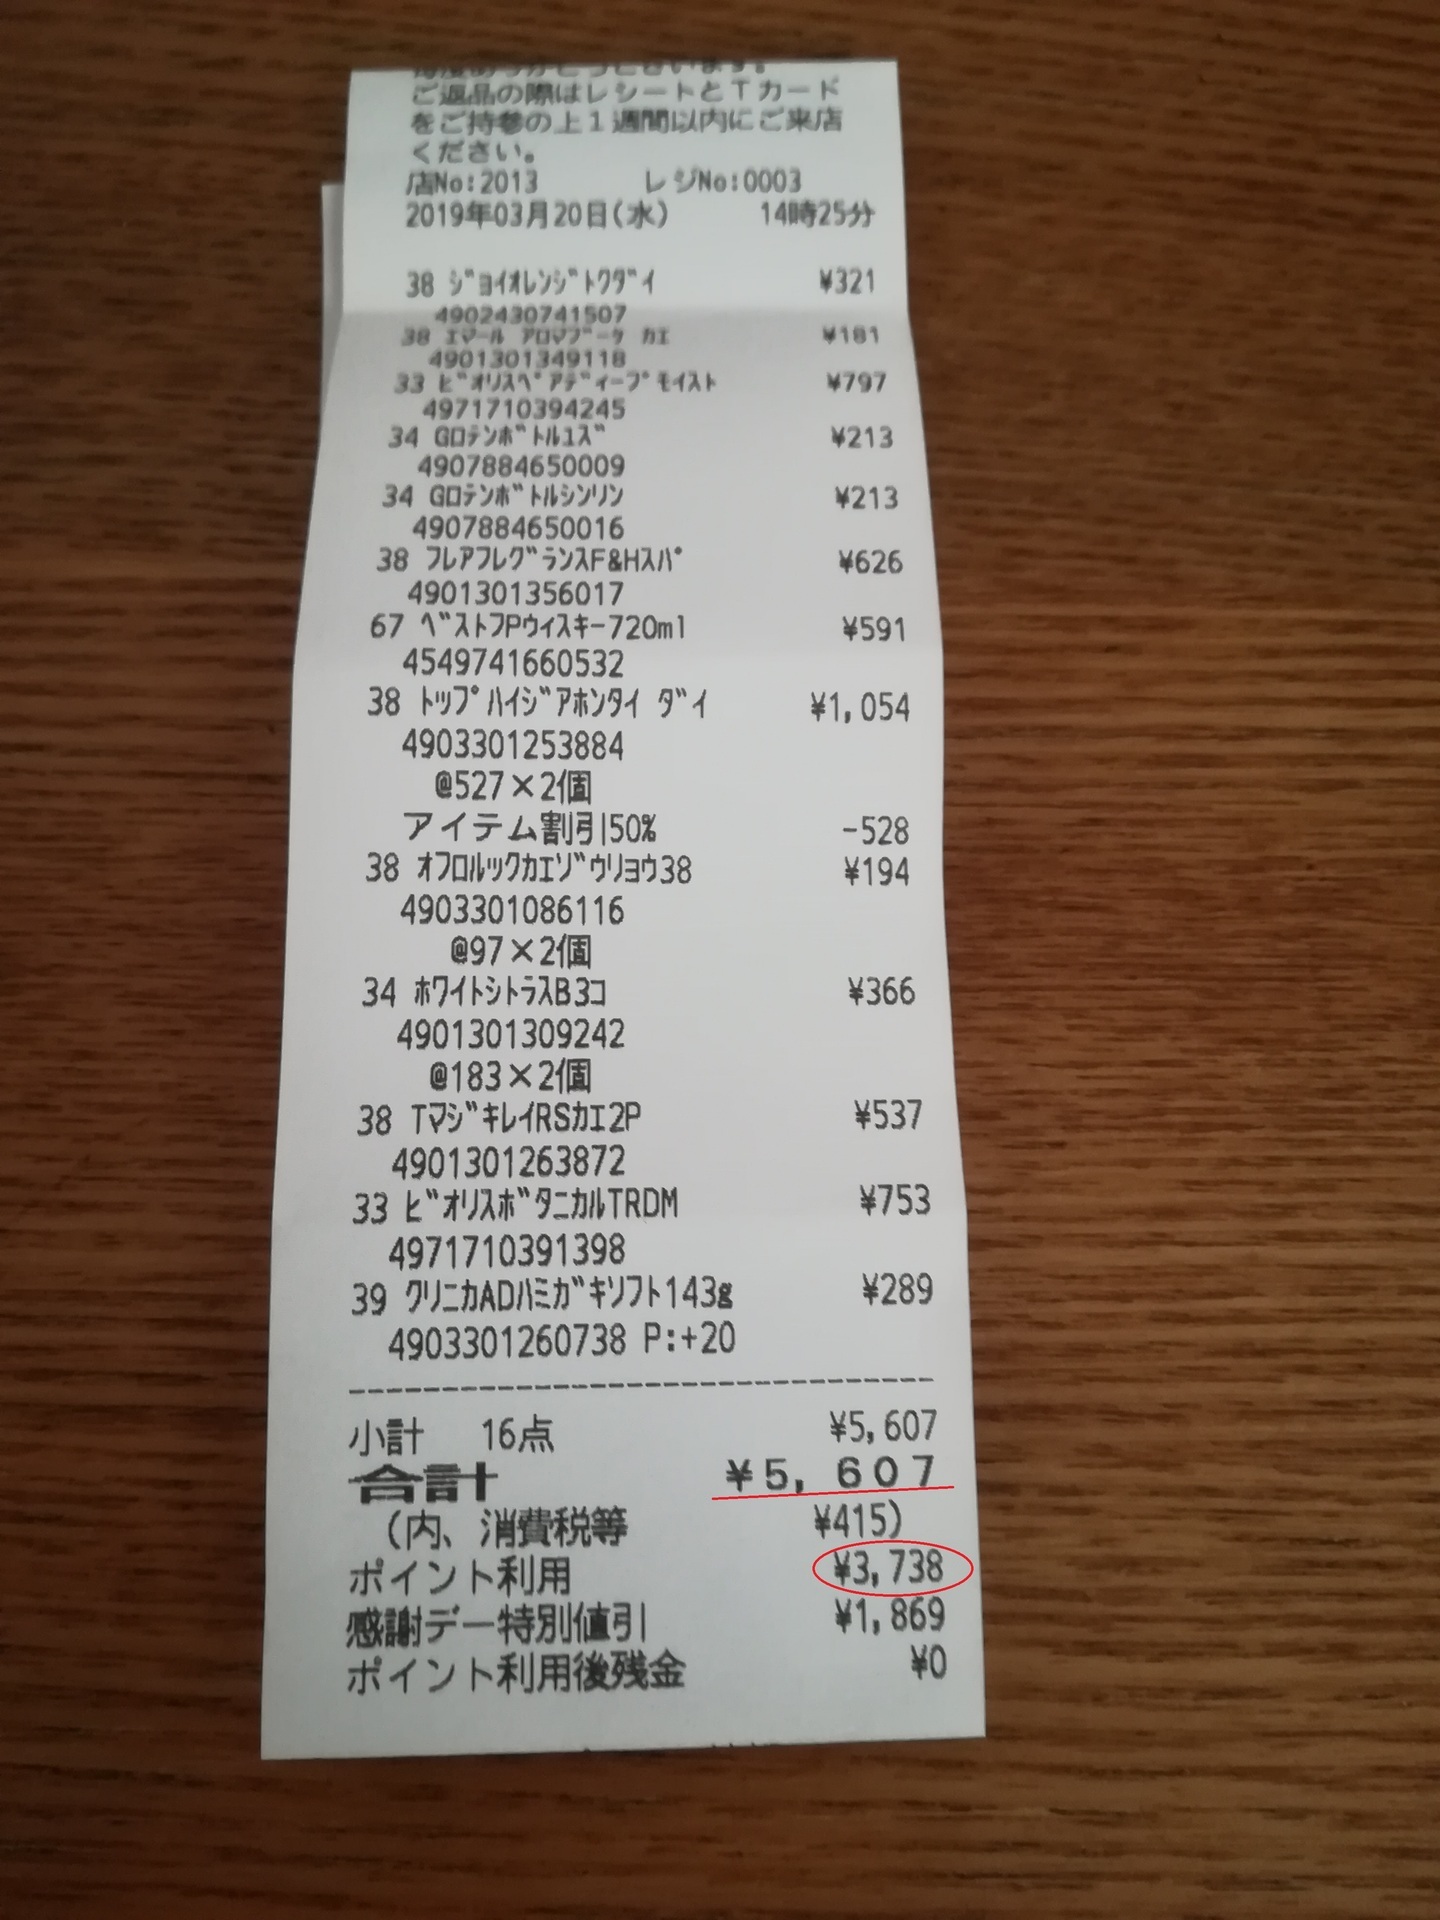 毎度ありがとうございます。
ご返品の際はレシートとTカード
をご持参の上1週間以内にご来店
ください。
店No:2013 レジNo:0003
2019年03月20日(水) 14時25分
38 ｼﾞｮｲｵﾚﾝｼﾞﾄｸﾀﾞｲ ¥321
4902430741507
38 ｴﾏｰﾙ ｱﾛﾏﾌﾞｰｹ ｶｴ ¥181
4901301349118
33 ﾋﾞｵﾘｽﾍﾟｱﾃﾞｨｰﾌﾟﾓｲｽﾄ ¥797
4971710394245
34 Gﾛﾃﾝﾎﾞﾄﾙﾕｽﾞ ¥213
4907884650009
34 Gﾛﾃﾝﾎﾞﾄﾙｼﾝﾘﾝ ¥213
4907884650016
38 ﾌﾚｱﾌﾚｸﾞﾗﾝｽF&Hｽﾊﾟ ¥626
4901301356017
67 ﾍﾞｽﾄﾌPｳｨｽｷｰ720ml ¥591
4549741660532
38 ﾄｯﾌﾟﾊｲｼﾞｱﾎﾝﾀｲ ﾀﾞｲ ¥1,054
4903301253884
@527×2個
アイテム割引50% -528
38 ｵﾌﾛﾙｯｸｶｴｿﾞｳﾘｮｳ38 ¥194
4903301086116
@97×2個
34 ﾎﾜｲﾄｼﾄﾗｽB3ｺ ¥366
4901301309242
@183×2個
38 TﾏｼﾞｷﾚｲRSｶｴ2P ¥537
4901301263872
33 ﾋﾞｵﾘｽﾎﾞﾀﾆｶﾙTRDM ¥753
4971710391398
39 ｸﾘﾆｶADﾊﾐｶﾞｷｿﾌﾄ143g ¥289
4903301260738 P:+20
小計 16点 ¥5,607
合計 ¥5,607
(内、消費税等 ¥415)
ポイント利用 ¥3,738
感謝デー特別値引 ¥1,869
ポイント利用後残金 ¥0